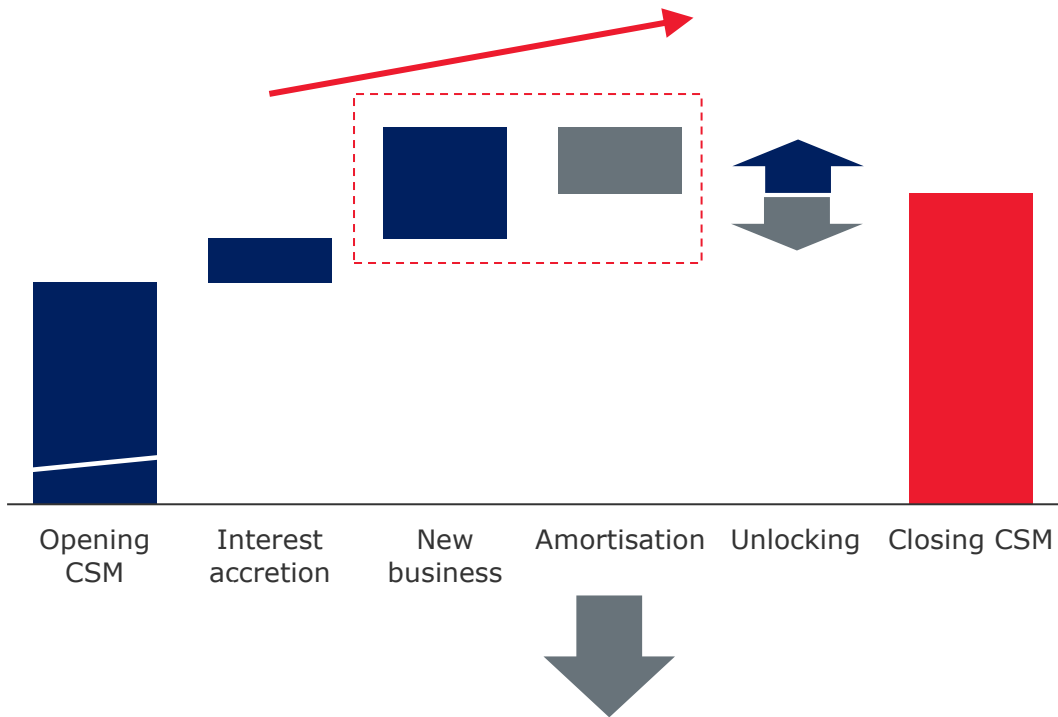 Opening
CSM
Interest
accretion
New
business
Amortisation
Unlocking
Closing CSM